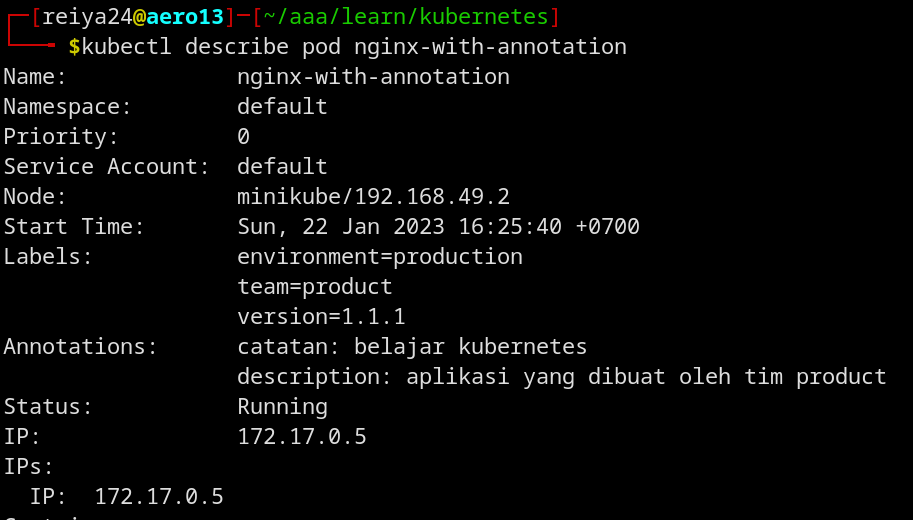 [reiya24@aero13]─[~/aaa/learn/kubernetes]
$kubectl describe pod nginx-with-annotation
Name: nginx-with-annotation
Namespace: default
Priority: 0
Service Account: default
Node: minikube/192.168.49.2
Start Time: Sun, 22 Jan 2023 16:25:40 +0700
Labels: environment=production
team=product
version=1.1.1
Annotations: catatan: belajar kubernetes
description: aplikasi yang dibuat oleh tim product
Status: Running
IP: 172.17.0.5
IPs:
IP: 172.17.0.5